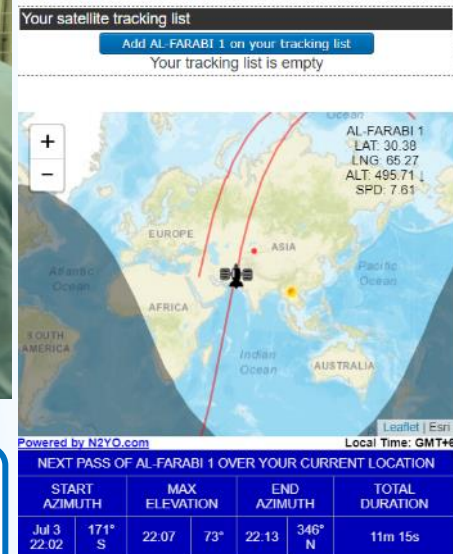 Your satellite tracking list
Add AL-FARABI 1 on your tracking list
Your tracking list is empty
+
−
AL-FARABI 1
LAT: 30.38
LNG: 65.27
ALT: 495.71 ↓
SPD: 7.61
Ocean
EUROPE
ASIA
Atlantic
Ocean
Pacific
Ocean
AFRICA
SOUTH
AMERICA
Indian
Ocean
AUSTRALIA
Leaflet | Esri
Powered by N2YO.com
Local Time: GMT+6
NEXT PASS OF AL-FARABI 1 OVER YOUR CURRENT LOCATION
START AZIMUTH MAX ELEVATION END AZIMUTH TOTAL DURATION
Jul 3 22:02 171° S 22:07 73° 22:13 346° N 11m 15s